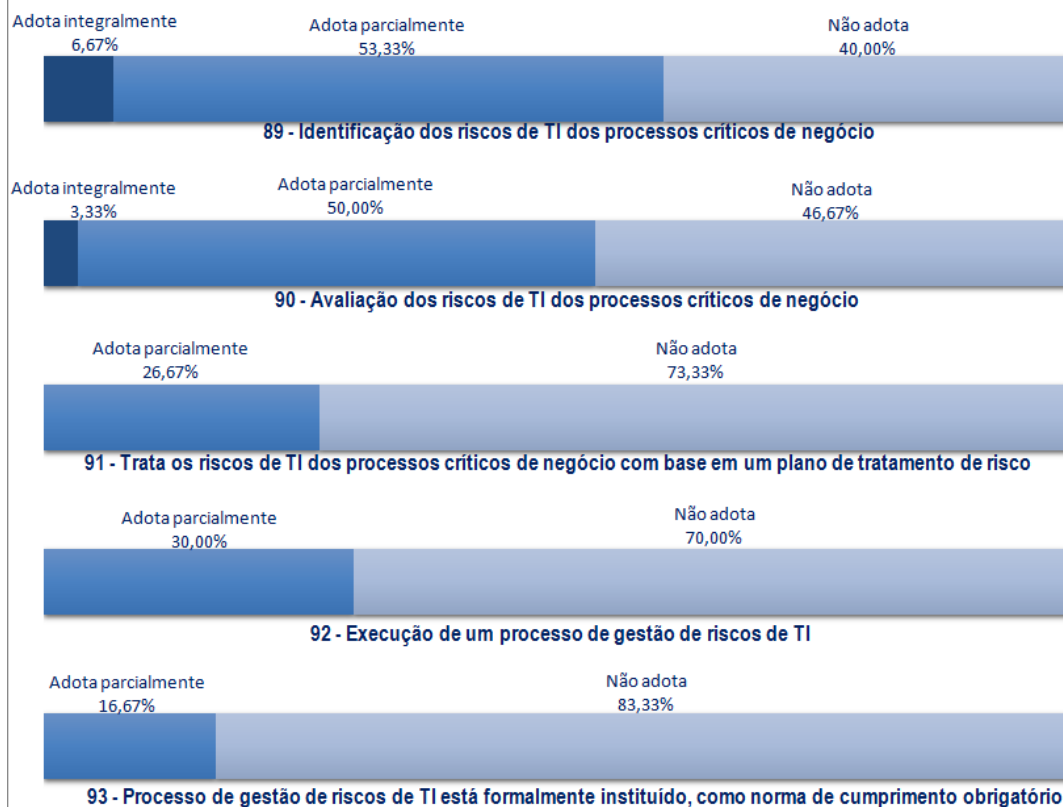 Adota integralmente
6,67%
Adota parcialmente
53,33%
Não adota
40,00%
89 - Identificação dos riscos de TI dos processos críticos de negócio
Adota integralmente
3,33%
Adota parcialmente
50,00%
Não adota
46,67%
90 - Avaliação dos riscos de TI dos processos críticos de negócio
Adota parcialmente
26,67%
Não adota
73,33%
91 - Trata os riscos de TI dos processos críticos de negócio com base em um plano de tratamento de risco
Adota parcialmente
30,00%
Não adota
70,00%
92 - Execução de um processo de gestão de riscos de TI
Adota parcialmente
16,67%
Não adota
83,33%
93 - Processo de gestão de riscos de TI está formalmente instituído, como norma de cumprimento obrigatório